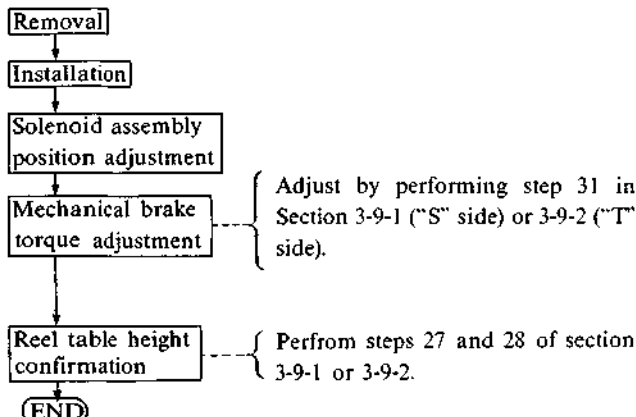 Removal
Installation
Solenoid assembly
position adjustment
Mechanical brake
torque adjustment
Adjust by performing step 31 in
Section 3-9-1 ("S" side) or 3-9-2 ("T"
side).
Reel table height
confirmation
Perfrom steps 27 and 28 of section
3-9-1 or 3-9-2.
END